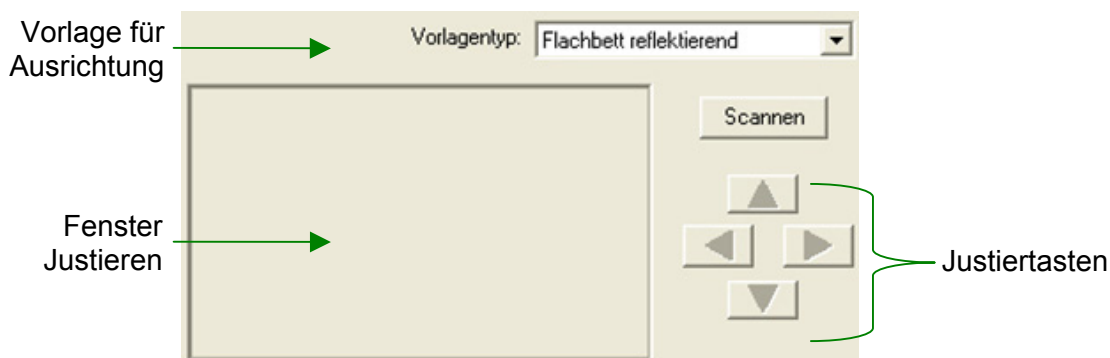 Vorlage für
Ausrichtung
Vorlagentyp: Flachbett reflektierend
Scannen
Fenster
Justieren
Justiertasten